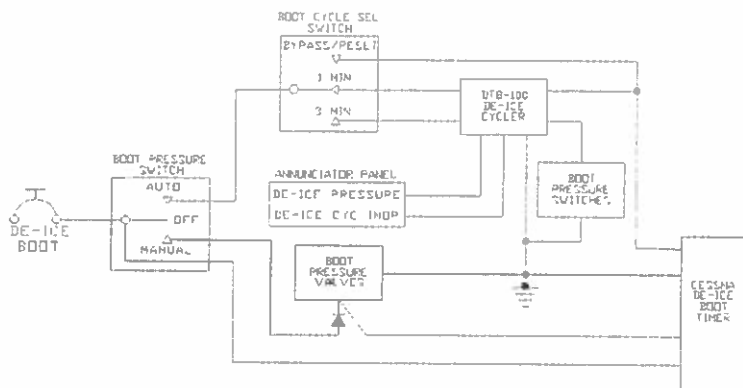 BOOT CYCLE SEL
SWITCH
BYPASS/RESET
1 MIN
3 MIN
DE-ICE
CYCLER
BOOT PRESSURE
SWITCH
AUTO
OFF
MANUAL
DE-ICE
BOOT
ANNUNCIATOR PANEL
DE-ICE PRESSURE
DE-ICE CYC INOP
BOOT
PRESSURE
SWITCHES
BOOT
PRESSURE
VALVES
CESSNA
DE-ICE
BOOT
TIMER